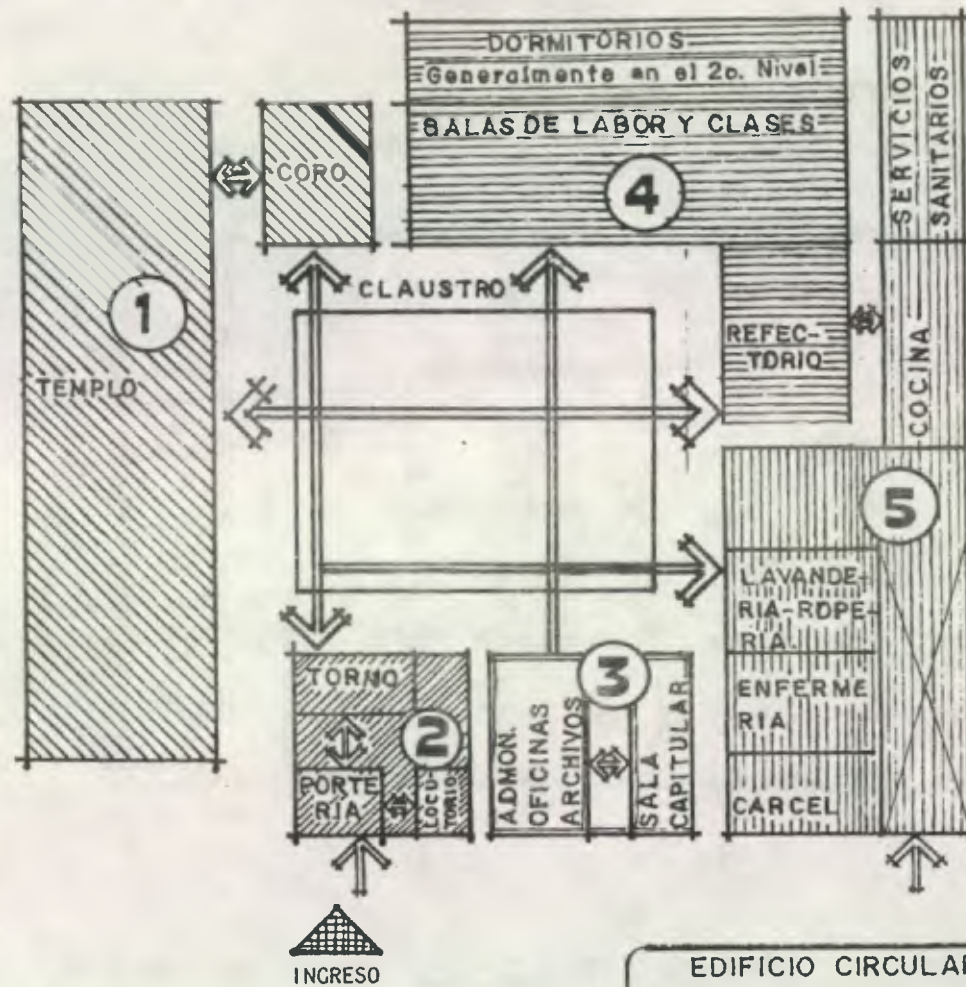 DORMITORIOS
Generalmente en el 2o. Nivel
SALAS DE LABOR Y CLASES
4
SERVICIOS
SANITARIOS
CORO
1
TEMPLO
CLAUSTRO
REFEC-
TORIO
COCINA
5
LAVANDE-
RIA-ROPE-
RIA.
ENFERME
RIA
CARCEL
TORNO
2
PORTE
RIA
LOCU-
TORIO
3
ADMON.
OFICINAS
ARCHIVOS
SALA
CAPITULAR
INGRESO
EDIFICIO CIRCULAR